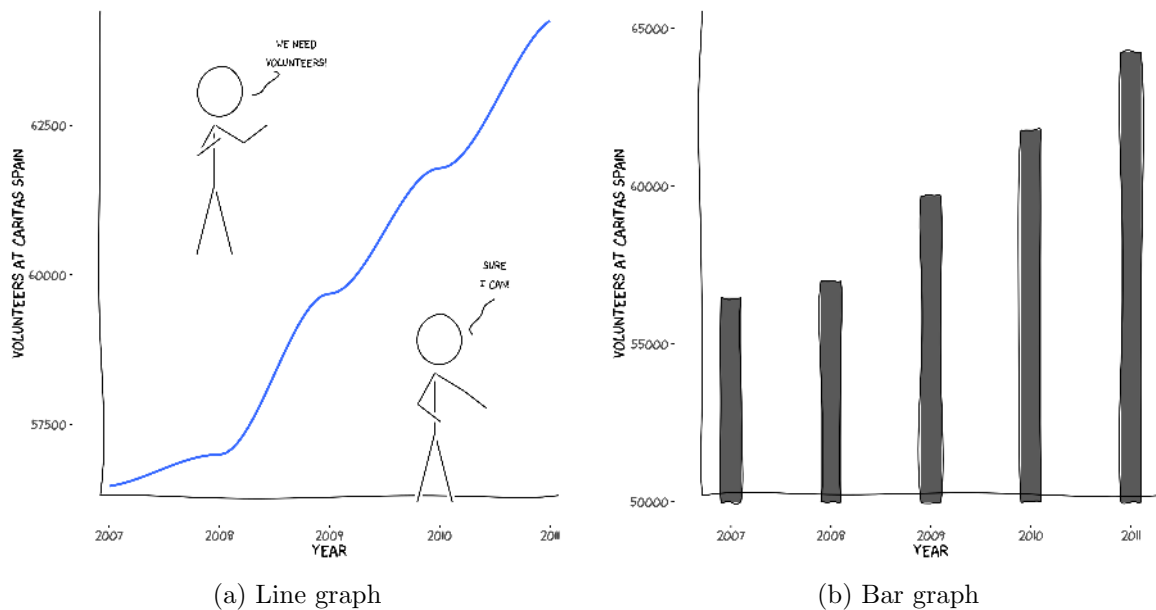 WE NEED
VOLUNTEERS!
62500
60000
57500
VOLUNTEERS AT CARITAS SPAIN
SURE
I CAN!
2007 2008 2009 2010 2011
YEAR
(a) Line graph
65000
60000
55000
50000
VOLUNTEERS AT CARITAS SPAIN
2007 2008 2009 2010 2011
YEAR
(b) Bar graph